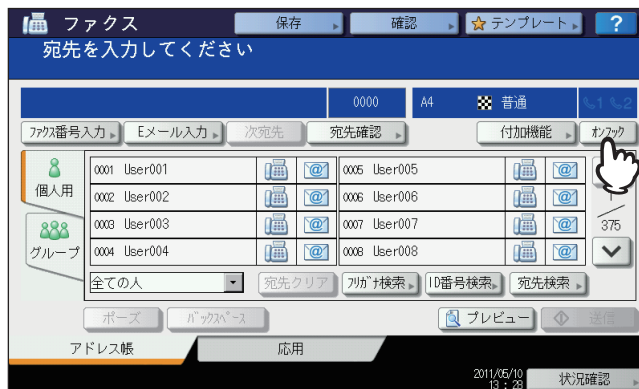 ファクス 保存 確認 テンプレート ?
宛先を入力してください
0000 A4 普通 1 2
ファクス番号入力 Eメール入力 次宛先 宛先確認 付加機能 オンフック
個人用
グループ
0001 User001 0005 User005
0002 User002 0006 User006
0003 User003 0007 User007
0004 User004 0008 User008
1
375
全ての人 宛先クリア フリガナ検索 ID番号検索 宛先検索
ポーズ バックスペース プレビュー 送信
アドレス帳 応用
2011/05/10
13:28 状況確認